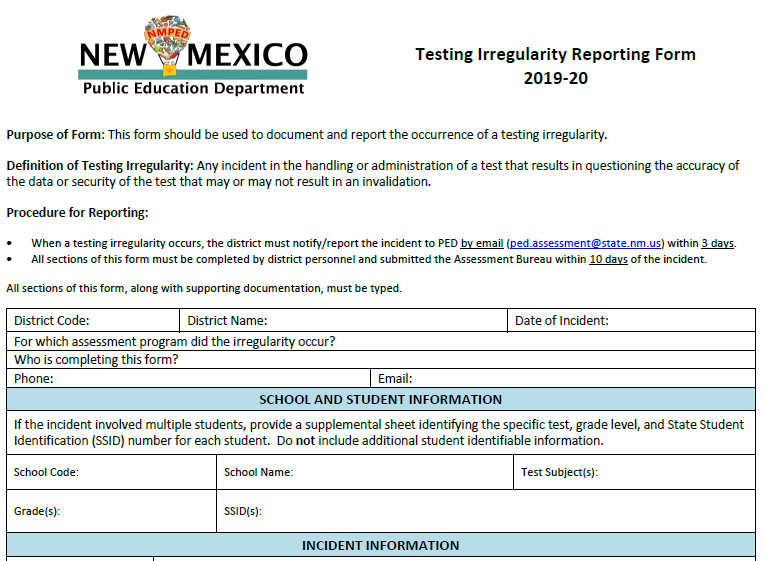 NMPED
NEW MEXICO
Public Education Department
Testing Irregularity Reporting Form
2019-20
Purpose of Form: This form should be used to document and report the occurrence of a testing irregularity.
Definition of Testing Irregularity: Any incident in the handling or administration of a test that results in questioning the accuracy of
the data or security of the test that may or may not result in an invalidation.
Procedure for Reporting:
• When a testing irregularity occurs, the district must notify/report the incident to PED by email (ped.assessment@state.nm.us) within 3 days.
• All sections of this form must be completed by district personnel and submitted the Assessment Bureau within 10 days of the incident.
All sections of this form, along with supporting documentation, must be typed.
District Code: District Name: Date of Incident:
For which assessment program did the irregularity occur?
Who is completing this form?
Phone: Email:
SCHOOL AND STUDENT INFORMATION
If the incident involved multiple students, provide a supplemental sheet identifying the specific test, grade level, and State Student
Identification (SSID) number for each student. Do not include additional student identifiable information.
School Code: School Name: Test Subject(s):
Grade(s): SSID(s):
INCIDENT INFORMATION